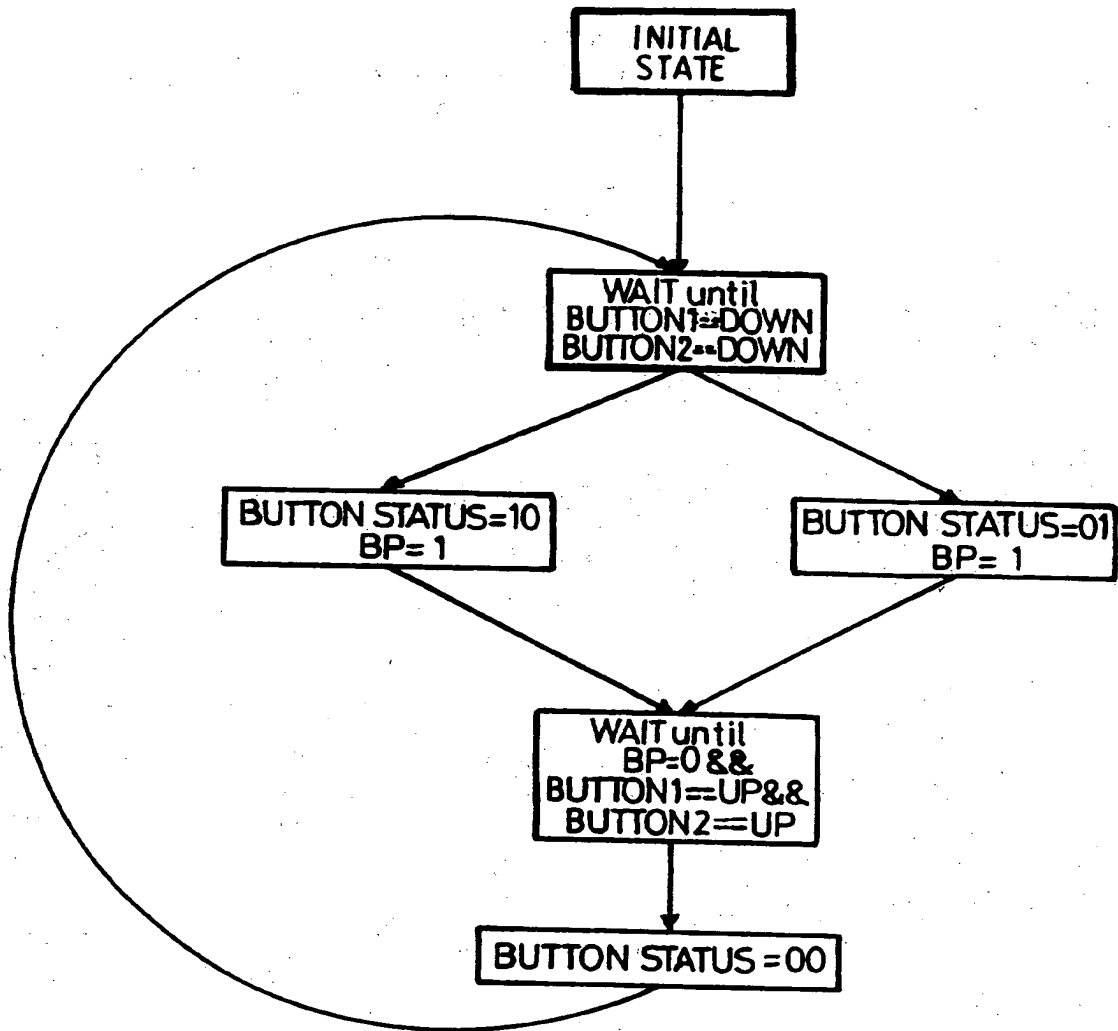 INITIAL
STATE
WAIT until
BUTTON1==DOWN
BUTTON2==DOWN
BUTTON STATUS=10
BP= 1
BUTTON STATUS=01
BP= 1
WAIT until
BP=0 &&
BUTTON1==UP&&
BUTTON2==UP
BUTTON STATUS =00